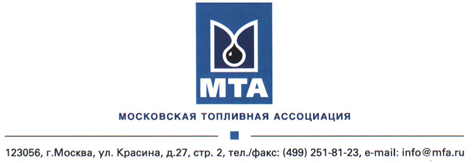 МТА
МОСКОВСКАЯ ТОПЛИВНАЯ АССОЦИАЦИЯ
123056, г.Москва, ул. Красина, д.27, стр. 2, тел./факс: (499) 251-81-23, e-mail: info@mfa.ru